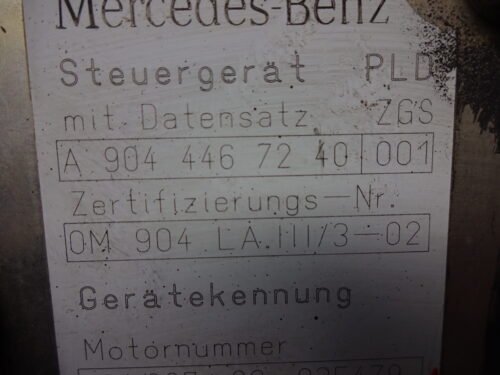 Mercedes-Benz
Steuergerät PLD
mit Datensatz ZGS
A 904 446 72 40 001
Zertifizierungs-Nr.
OM 904 LA.III/3-02
Gerätekennung
Motornummer